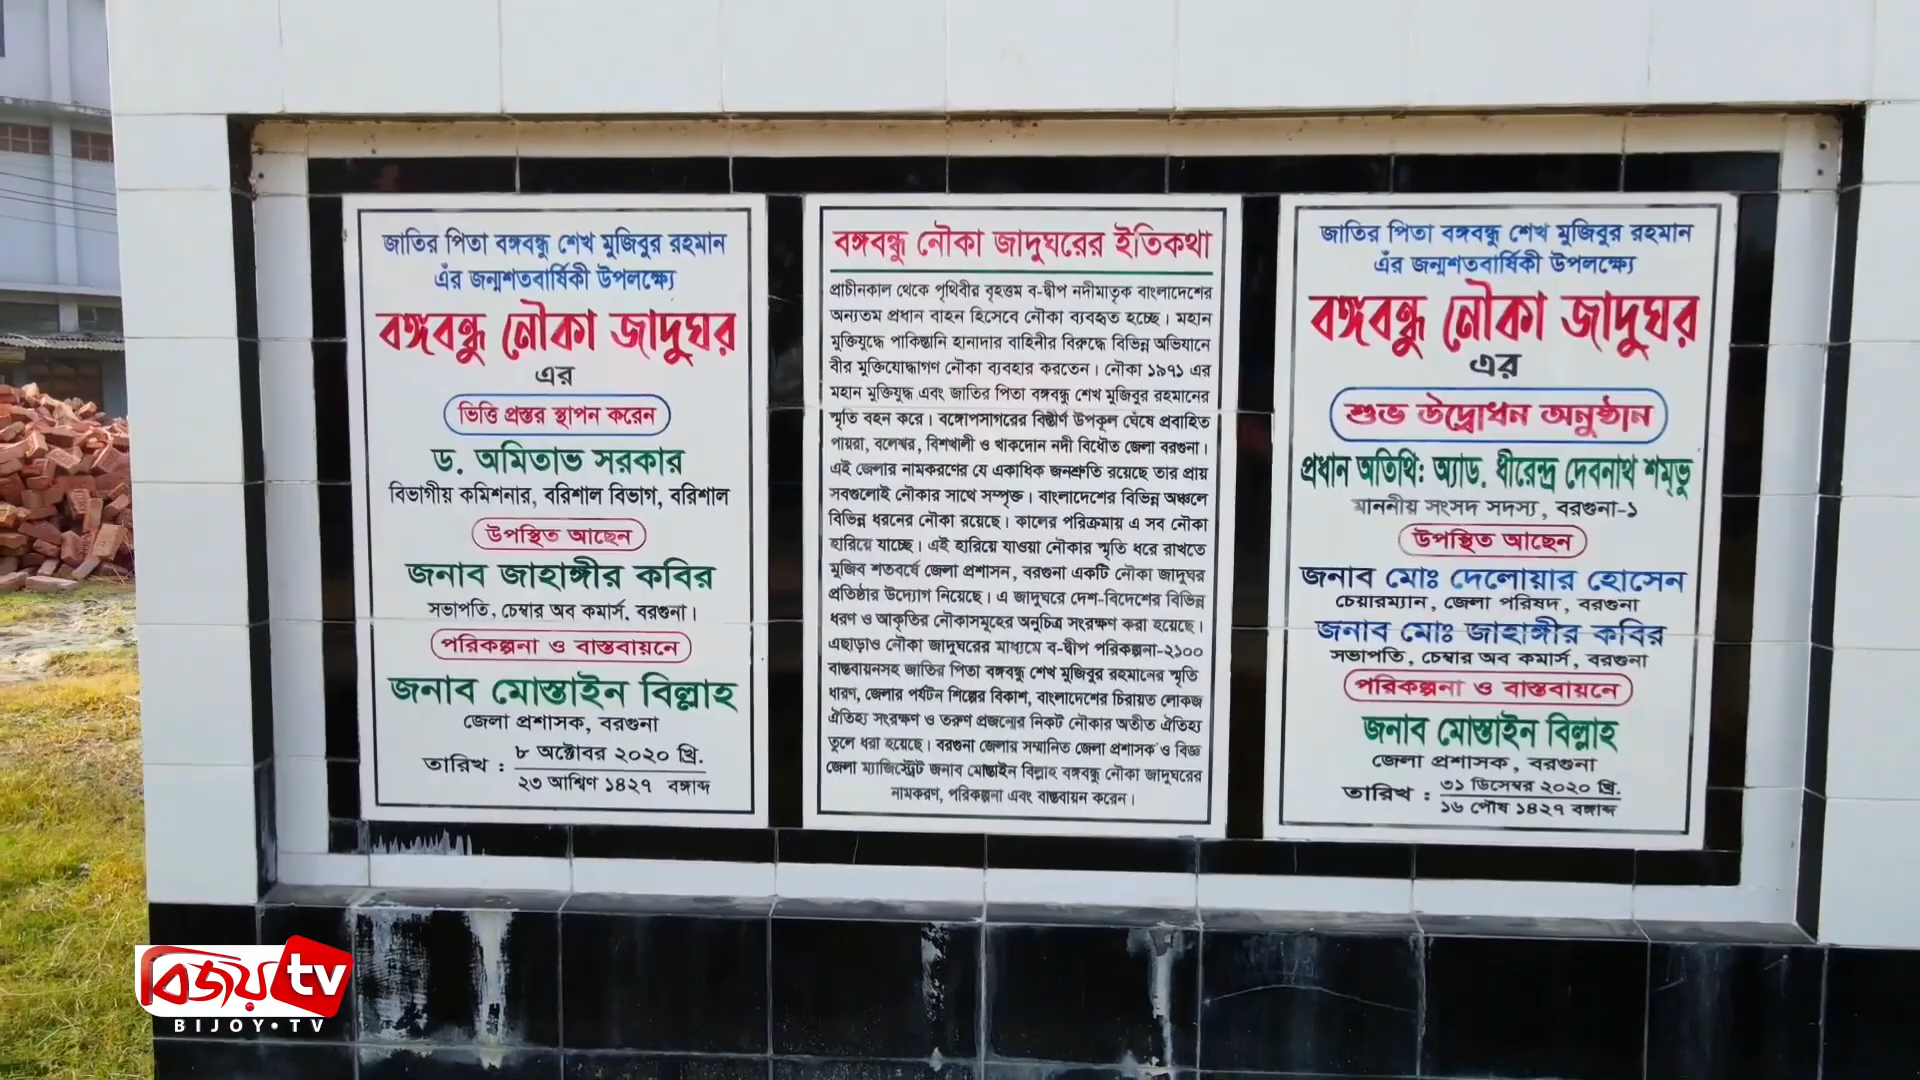 জাতির পিতা বঙ্গবন্ধু শেখ মুজিবুর রহমান
এঁর জন্মশতবার্ষিকী উপলক্ষ্যে
বঙ্গবন্ধু নৌকা জাদুঘর
এর
ভিত্তি প্রস্তর স্থাপন করেন
ড. অমিতাভ সরকার
বিভাগীয় কমিশনার, বরিশাল বিভাগ, বরিশাল
উপস্থিত আছেন
জনাব জাহাঙ্গীর কবির
সভাপতি, চেম্বার অব কমার্স, বরগুনা।
পরিকল্পনা ও বাস্তবায়নে
জনাব মোস্তাইন বিল্লাহ
জেলা প্রশাসক, বরগুনা
তারিখ : ৮ অক্টোবর ২০২০ খ্রি.
২৩ আশ্বিণ ১৪২৭ বঙ্গাব্দ
বঙ্গবন্ধু নৌকা জাদুঘরের ইতিকথা
প্রাচীনকাল থেকে পৃথিবীর বৃহত্তম ব-দ্বীপ নদীমাতৃক বাংলাদেশের
অন্যতম প্রধান বাহন হিসেবে নৌকা ব্যবহৃত হচ্ছে। মহান
মুক্তিযুদ্ধে পাকিস্তানি হানাদার বাহিনীর বিরুদ্ধে বিভিন্ন অভিযানে
বীর মুক্তিযোদ্ধাগণ নৌকা ব্যবহার করতেন। নৌকা ১৯৭১ এর
মহান মুক্তিযুদ্ধ এবং জাতির পিতা বঙ্গবন্ধু শেখ মুজিবুর রহমানের
স্মৃতি বহন করে। বঙ্গোপসাগরের বিস্তীর্ণ উপকূল ঘেঁষে প্রবাহিত
পায়রা, বলেশ্বর, বিশখালী ও খাকদোন নদী বিধৌত জেলা বরগুনা।
এই জেলার নামকরণের যে একাধিক জনশ্রুতি রয়েছে তার প্রায়
সবগুলোই নৌকার সাথে সম্পৃক্ত। বাংলাদেশের বিভিন্ন অঞ্চলে
বিভিন্ন ধরনের নৌকা রয়েছে। কালের পরিক্রমায় এ সব নৌকা
হারিয়ে যাচ্ছে। এই হারিয়ে যাওয়া নৌকার স্মৃতি ধরে রাখতে
মুজিব শতবর্ষে জেলা প্রশাসন, বরগুনা একটি নৌকা জাদুঘর
প্রতিষ্ঠার উদ্যোগ নিয়েছে। এ জাদুঘরে দেশ-বিদেশের বিভিন্ন
ধরণ ও আকৃতির নৌকাসমূহের অনুচিত্র সংরক্ষণ করা হয়েছে।
এছাড়াও নৌকা জাদুঘরের মাধ্যমে ব-দ্বীপ পরিকল্পনা-২১০০
বাস্তবায়নসহ জাতির পিতা বঙ্গবন্ধু শেখ মুজিবুর রহমানের স্মৃতি
ধারণ, জেলার পর্যটন শিল্পের বিকাশ, বাংলাদেশের চিরায়ত লোকজ
ঐতিহ্য সংরক্ষণ ও তরুণ প্রজন্মের নিকট নৌকার অতীত ঐতিহ্য
তুলে ধরা হয়েছে। বরগুনা জেলার সম্মানিত জেলা প্রশাসক ও বিজ্ঞ
জেলা ম্যাজিস্ট্রেট জনাব মোস্তাইন বিল্লাহ বঙ্গবন্ধু নৌকা জাদুঘরের
নামকরণ, পরিকল্পনা এবং বাস্তবায়ন করেন।
জাতির পিতা বঙ্গবন্ধু শেখ মুজিবুর রহমান
এঁর জন্মশতবার্ষিকী উপলক্ষ্যে
বঙ্গবন্ধু নৌকা জাদুঘর
এর
শুভ উদ্বোধন অনুষ্ঠান
প্রধান অতিথি: অ্যাড. ধীরেন্দ্র দেবনাথ শম্ভু
মাননীয় সংসদ সদস্য, বরগুনা-১
উপস্থিত আছেন
জনাব মোঃ দেলোয়ার হোসেন
চেয়ারম্যান, জেলা পরিষদ, বরগুনা
জনাব মোঃ জাহাঙ্গীর কবির
সভাপতি, চেম্বার অব কমার্স, বরগুনা
পরিকল্পনা ও বাস্তবায়নে
জনাব মোস্তাইন বিল্লাহ
জেলা প্রশাসক, বরগুনা
তারিখ : ৩১ ডিসেম্বর ২০২০ খ্রি.
১৬ পৌষ ১৪২৭ বঙ্গাব্দ
বিজয় tv
BIJOY•TV